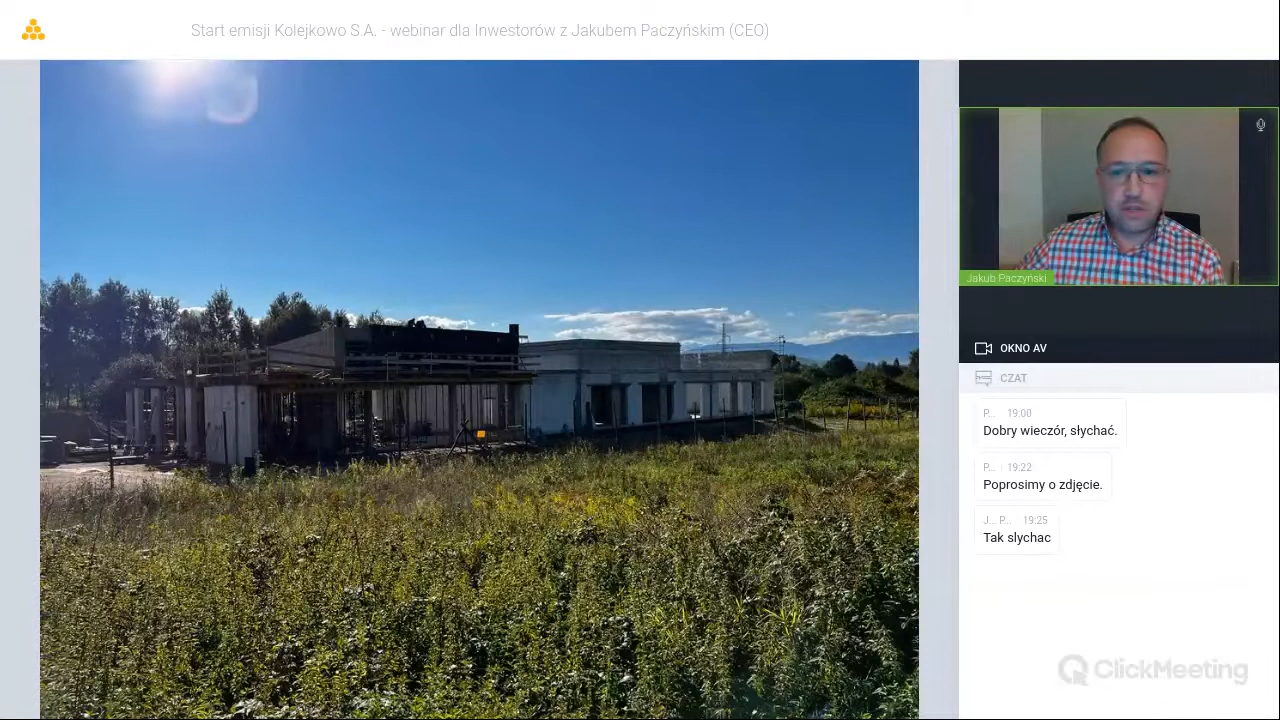 Start emisji Kolejkowo S.A. - webinar dla Inwestorów z Jakubem Paczyńskim (CEO)
Jakub Paczyński
OKNO AV
CZAT
P... 19:00
Dobry wieczór, słychać.
P... 19:22
Poprosimy o zdjęcie.
J... P... 19:25
Tak slychac
ClickMeeting